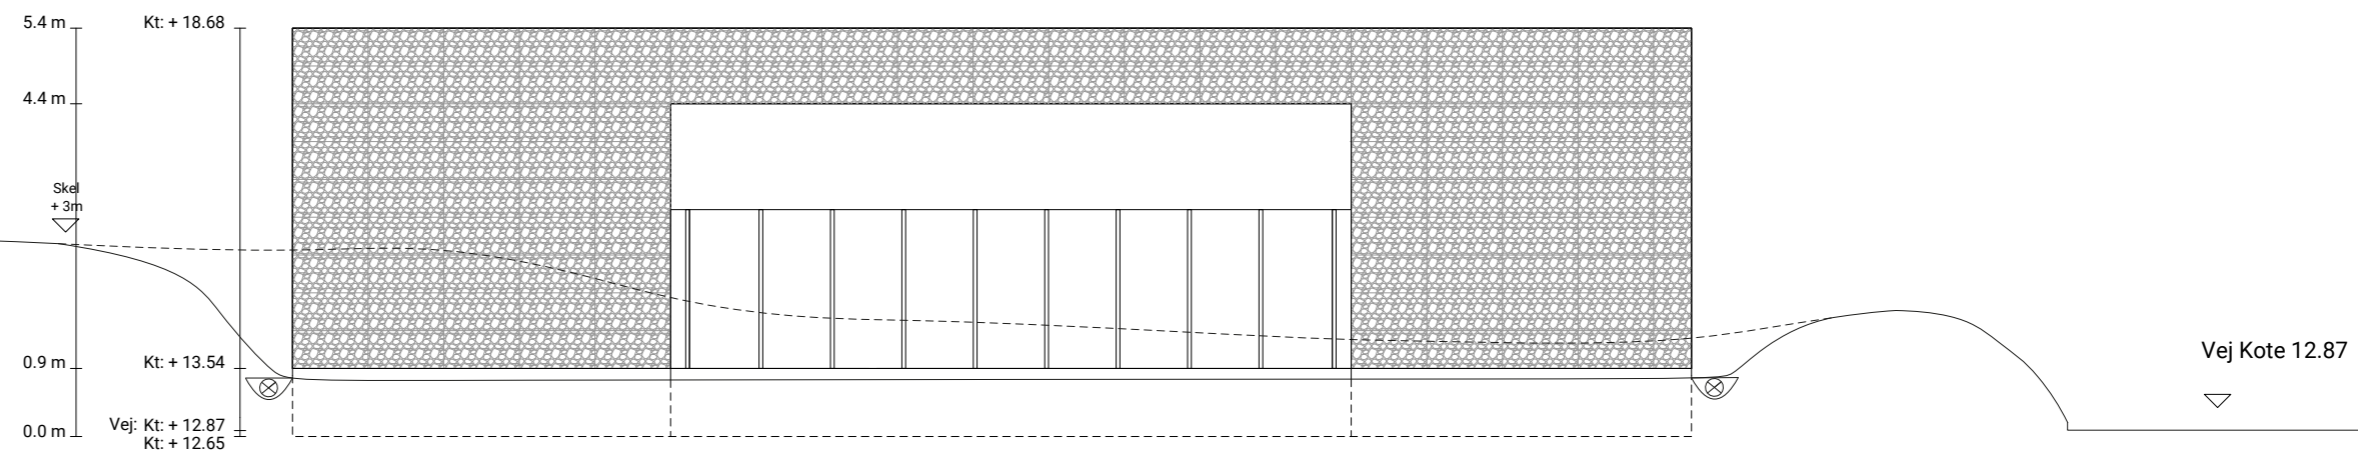 5.4 m
Kt: + 18.68
4.4 m
Skel
+ 3m
0.9 m
Kt: + 13.54
Vej Kote 12.87
Vej: Kt: + 12.87
0.0 m
Kt: + 12.65